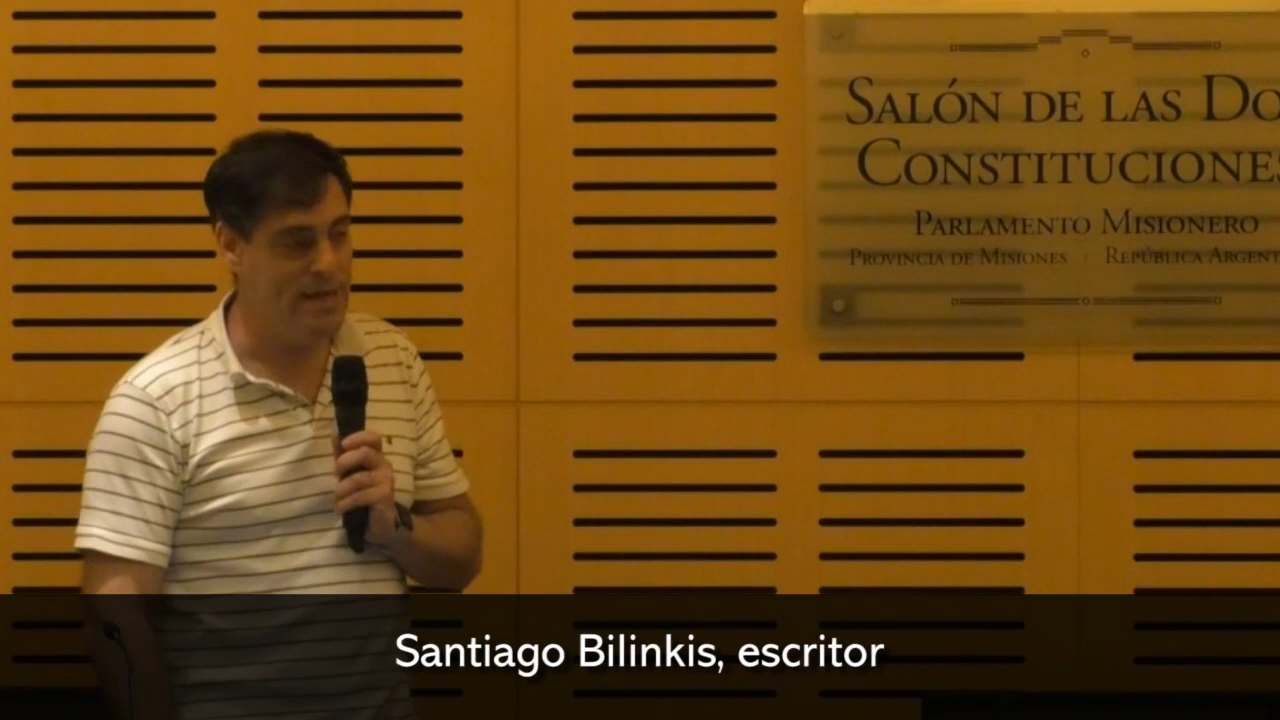 SALÓN DE LAS DO
CONSTITUCIONES
PARLAMENTO MISIONERO
PROVINCIA DE MISIONES REPÚBLICA ARGENT
Santiago Bilinkis, escritor